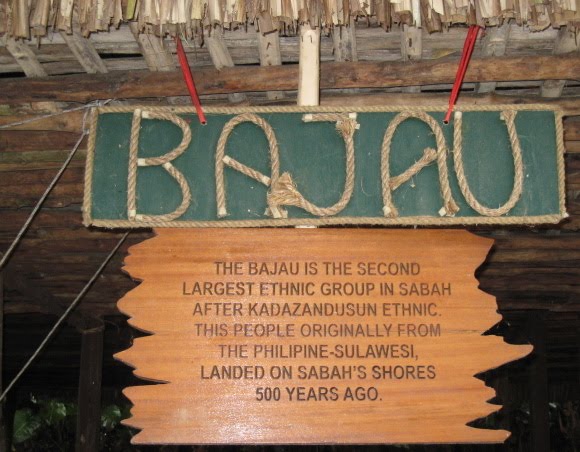 BAJAU
THE BAJAU IS THE SECOND
LARGEST ETHNIC GROUP IN SABAH
AFTER KADAZANDUSUN ETHNIC.
THIS PEOPLE ORIGINALLY FROM
THE PHILIPINE-SULAWESI,
LANDED ON SABAH'S SHORES
500 YEARS AGO.